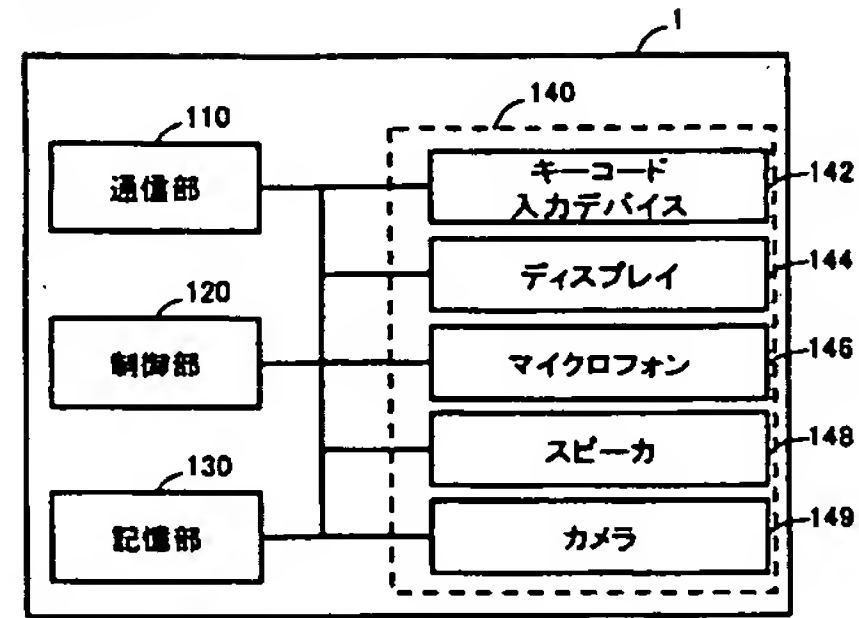 1
110
通信部
120
制御部
130
記憶部
140
キーコード
入力デバイス
142
ディスプレイ
144
マイクロフォン
146
スピーカ
148
カメラ
149